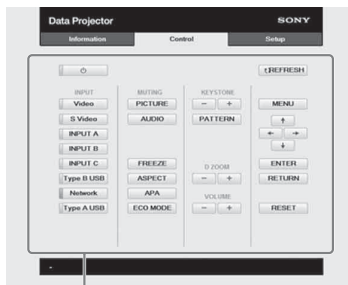 Data Projector SONY
Information Control Setup
REFRESH
INPUT MUTING KEYSTONE
Video PICTURE - + MENU
S Video AUDIO PATTERN
INPUT A
INPUT B
INPUT C FREEZE D ZOOM ENTER
Type B USB ASPECT - + RETURN
Network APA VOLUME
Type A USB ECO MODE - + RESET